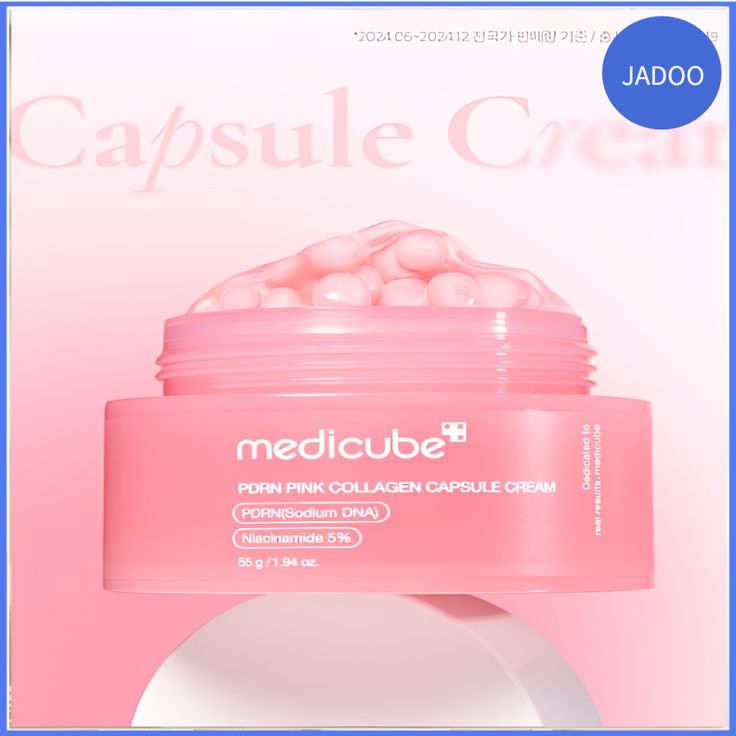 *2024.06~2024.12 전국가 판매량 기준 /
JADOO
Capsule Crea
medicube
PDRN PINK COLLAGEN CAPSULE CREAM
PDRN(Sodium DNA)
Niacinamide 5%
55 g / 1.94 oz.
Dedicated to
real results, medicube